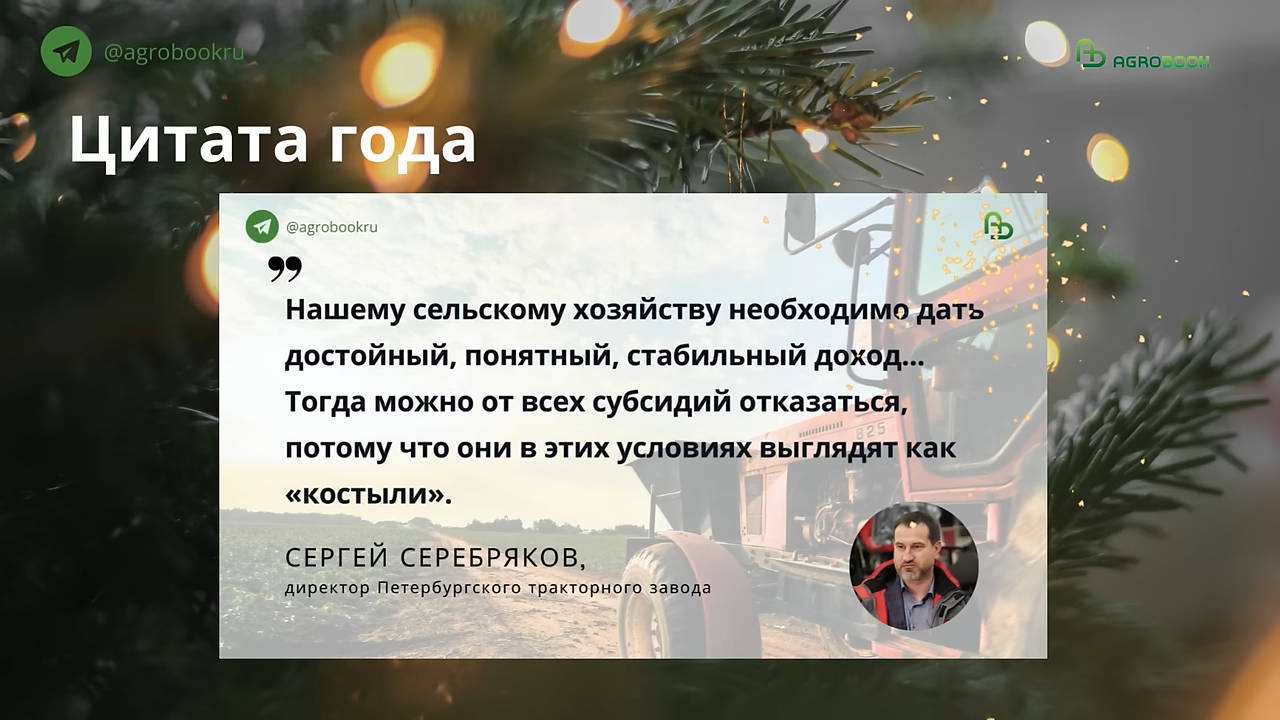 @agrobookru
AGROBOOK
Цитата года
@agrobookru
”
Нашему сельскому хозяйству необходимо дать
достойный, понятный, стабильный доход...
Тогда можно от всех субсидий отказаться,
потому что они в этих условиях выглядят как
«костыли».
825
СЕРГЕЙ СЕРЕБРЯКОВ,
директор Петербургского тракторного завода